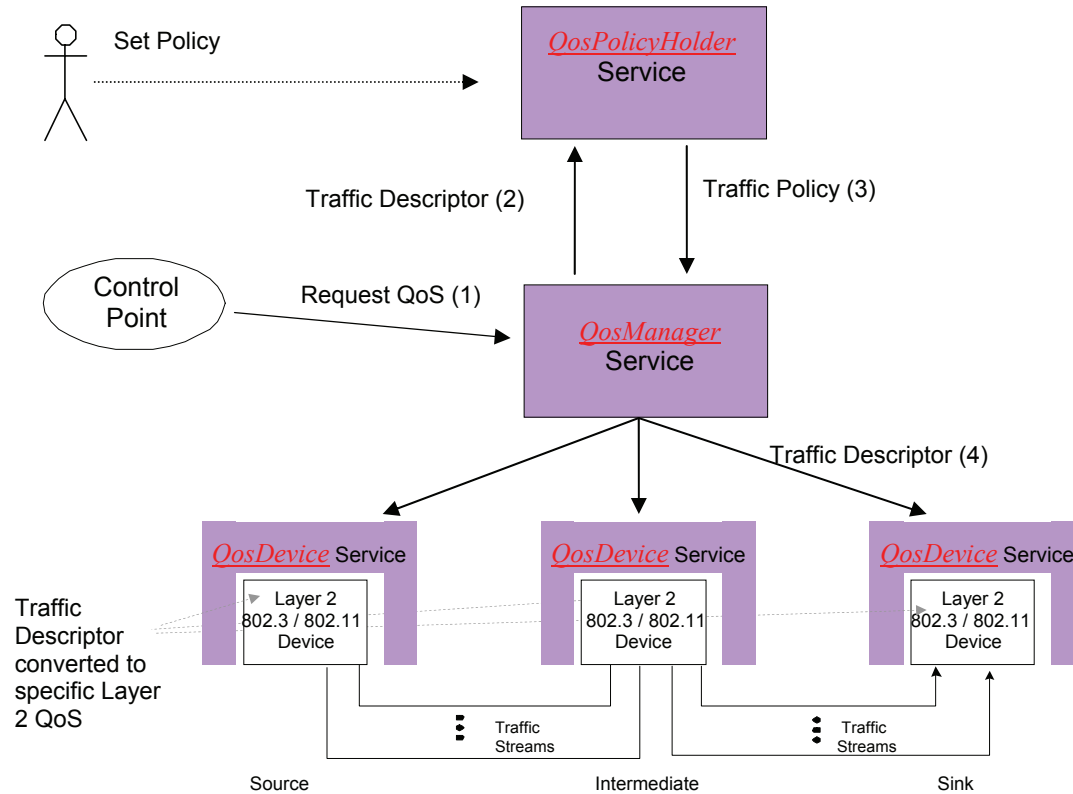 Set Policy
QosPolicyHolder
Service
Traffic Descriptor (2)
Traffic Policy (3)
Control
Point
Request QoS (1)
QosManager
Service
Traffic Descriptor (4)
QosDevice Service
QosDevice Service
QosDevice Service
Layer 2
802.3 / 802.11
Device
Layer 2
802.3 / 802.11
Device
Layer 2
802.3 / 802.11
Device
Traffic
Descriptor
converted to
specific Layer
2 QoS
Traffic
Streams
Traffic
Streams
Source
Intermediate
Sink